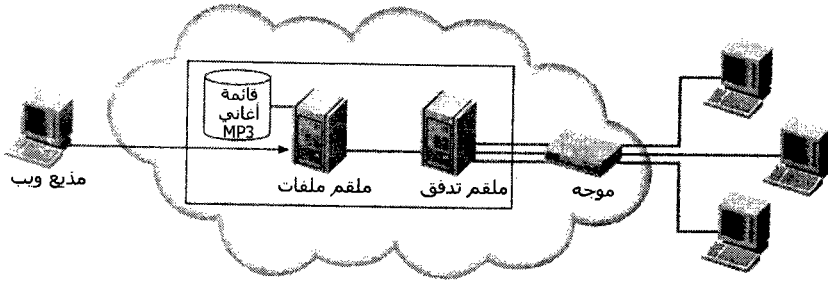 قائمة
أغاني
MP3
مذيع ويب
ملقم ملفات
ملقم تدفق
موجه